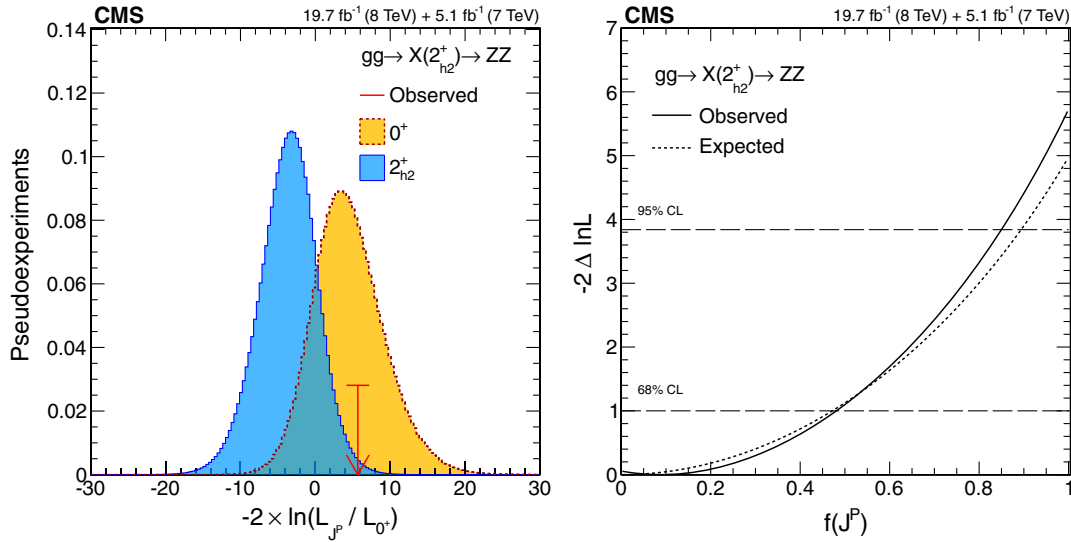 CMS 19.7 fb⁻¹ (8 TeV) + 5.1 fb⁻¹ (7 TeV)
Pseudoexperiments
0.14
0.12
0.1
0.08
0.06
0.04
0.02
0
gg→ X(2⁺h2)→ ZZ
Observed
0⁺
2⁺h2
-30 -20 -10 0 10 20 30
-2 × ln(L_Jᴾ / L_0⁺)
CMS 19.7 fb⁻¹ (8 TeV) + 5.1 fb⁻¹ (7 TeV)
-2 Δ lnL
7
6
5
4
3
2
1
0
gg→ X(2⁺h2)→ ZZ
Observed
Expected
95% CL
68% CL
0 0.2 0.4 0.6 0.8 1
f(Jᴾ)